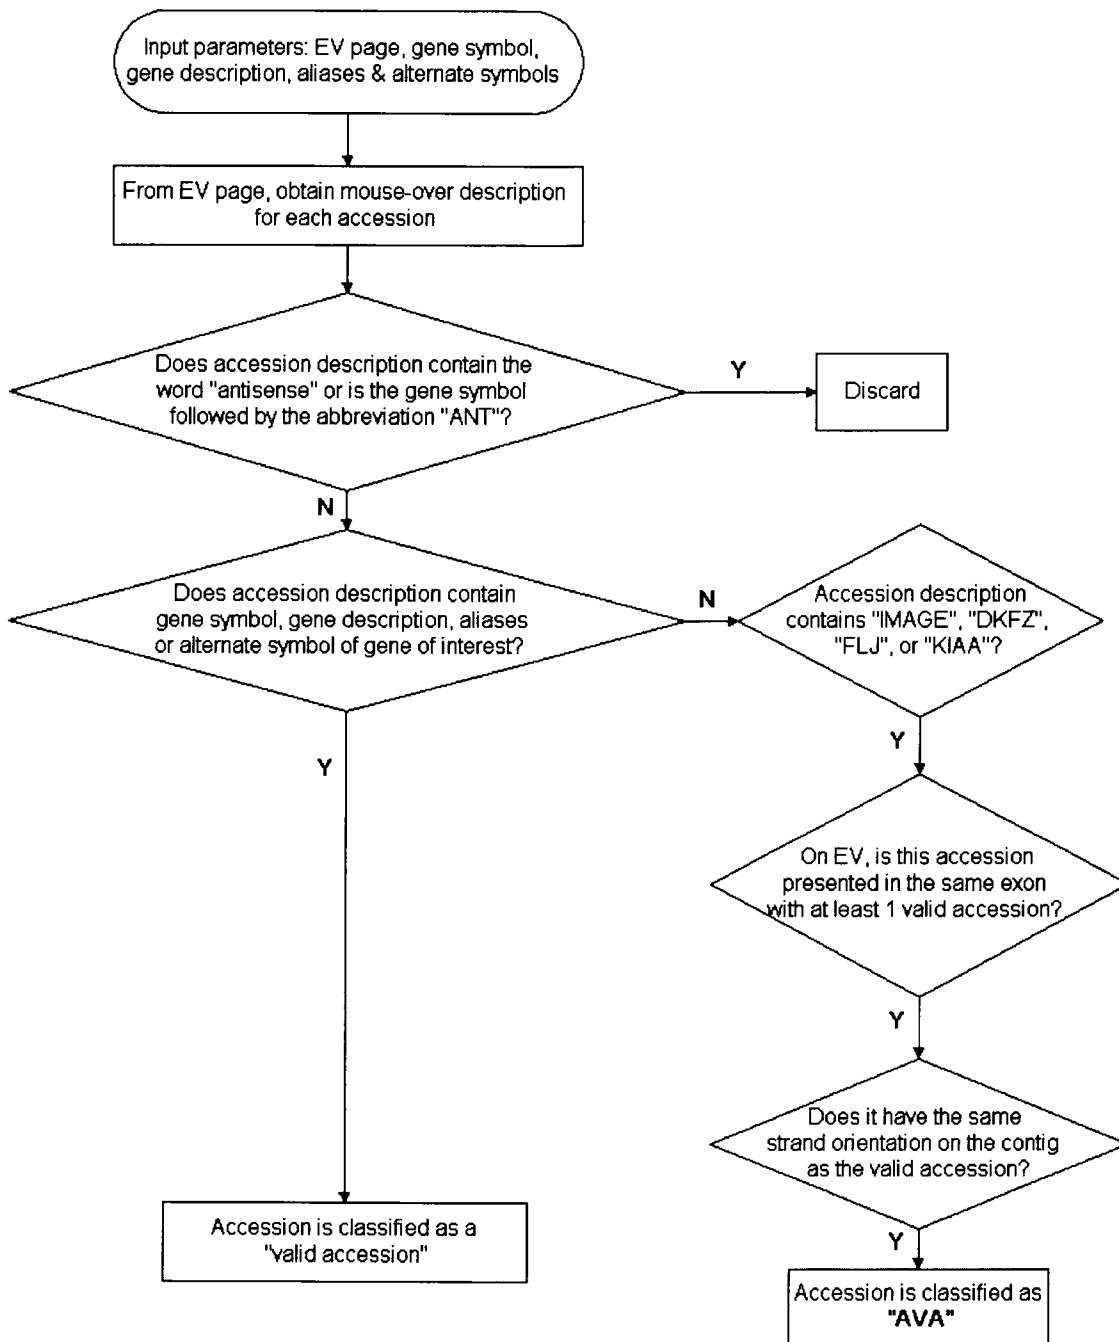 Input parameters: EV page, gene symbol,
gene description, aliases & alternate symbols
From EV page, obtain mouse-over description
for each accession
Does accession description contain the
word "antisense" or is the gene symbol
followed by the abbreviation "ANT"?
Y
Discard
N
Does accession description contain
gene symbol, gene description, aliases
or alternate symbol of gene of interest?
N
Accession description
contains "IMAGE", "DKFZ",
"FLJ", or "KIAA"?
Y
Y
On EV, is this accession
presented in the same exon
with at least 1 valid accession?
Y
Does it have the same
strand orientation on the contig
as the valid accession?
Accession is classified as a
"valid accession"
Y
Accession is classified as
"AVA"